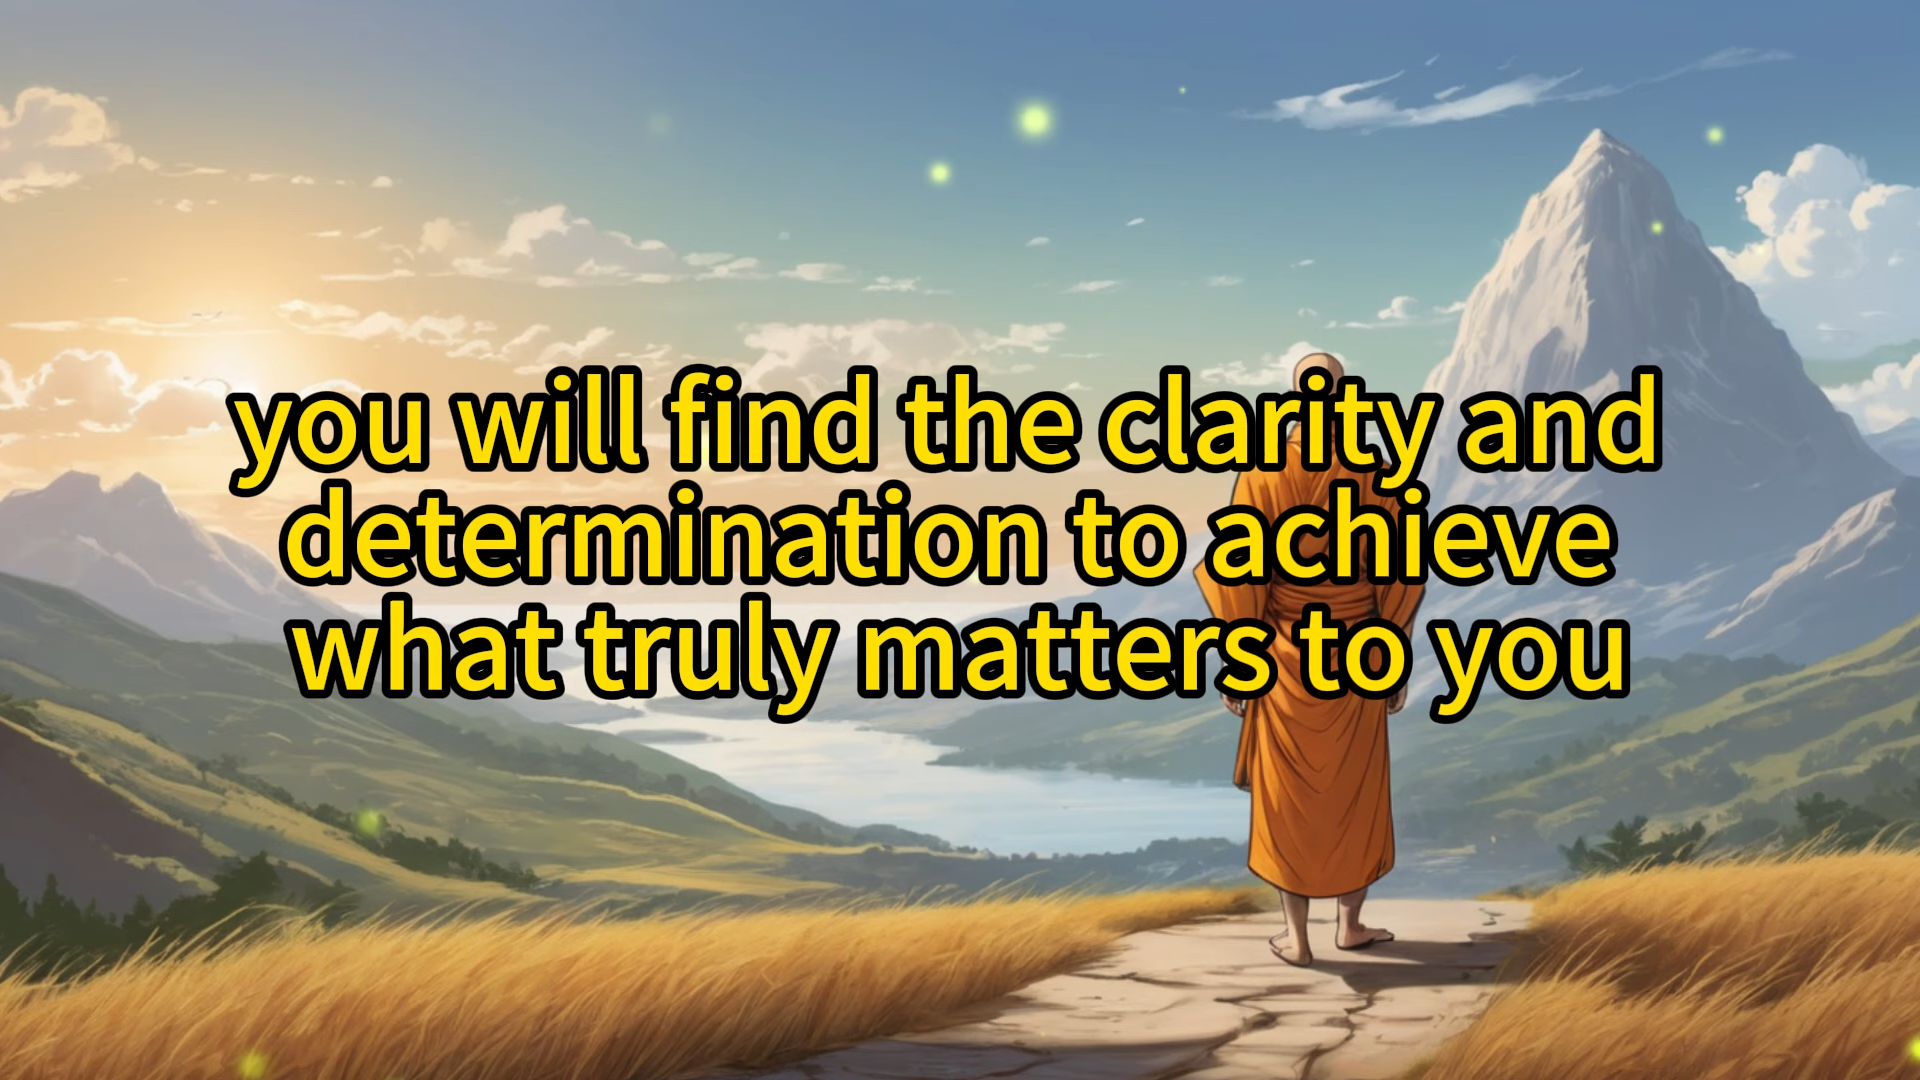 you will find the clarity and
determination to achieve
what truly matters to you